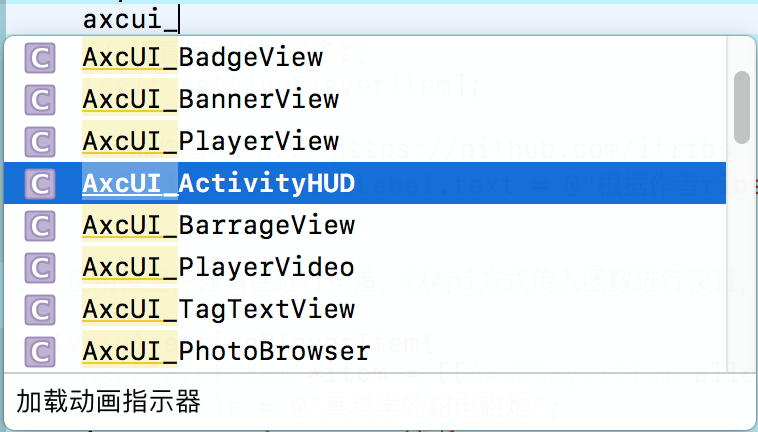 axcui_
C AxcUI_BadgeView
C AxcUI_BannerView
C AxcUI_PlayerView
C AxcUI_ActivityHUD
C AxcUI_BarrageView
C AxcUI_PlayerVideo
C AxcUI_TagTextView
C AxcUI_PhotoBrowser
加载动画指示器